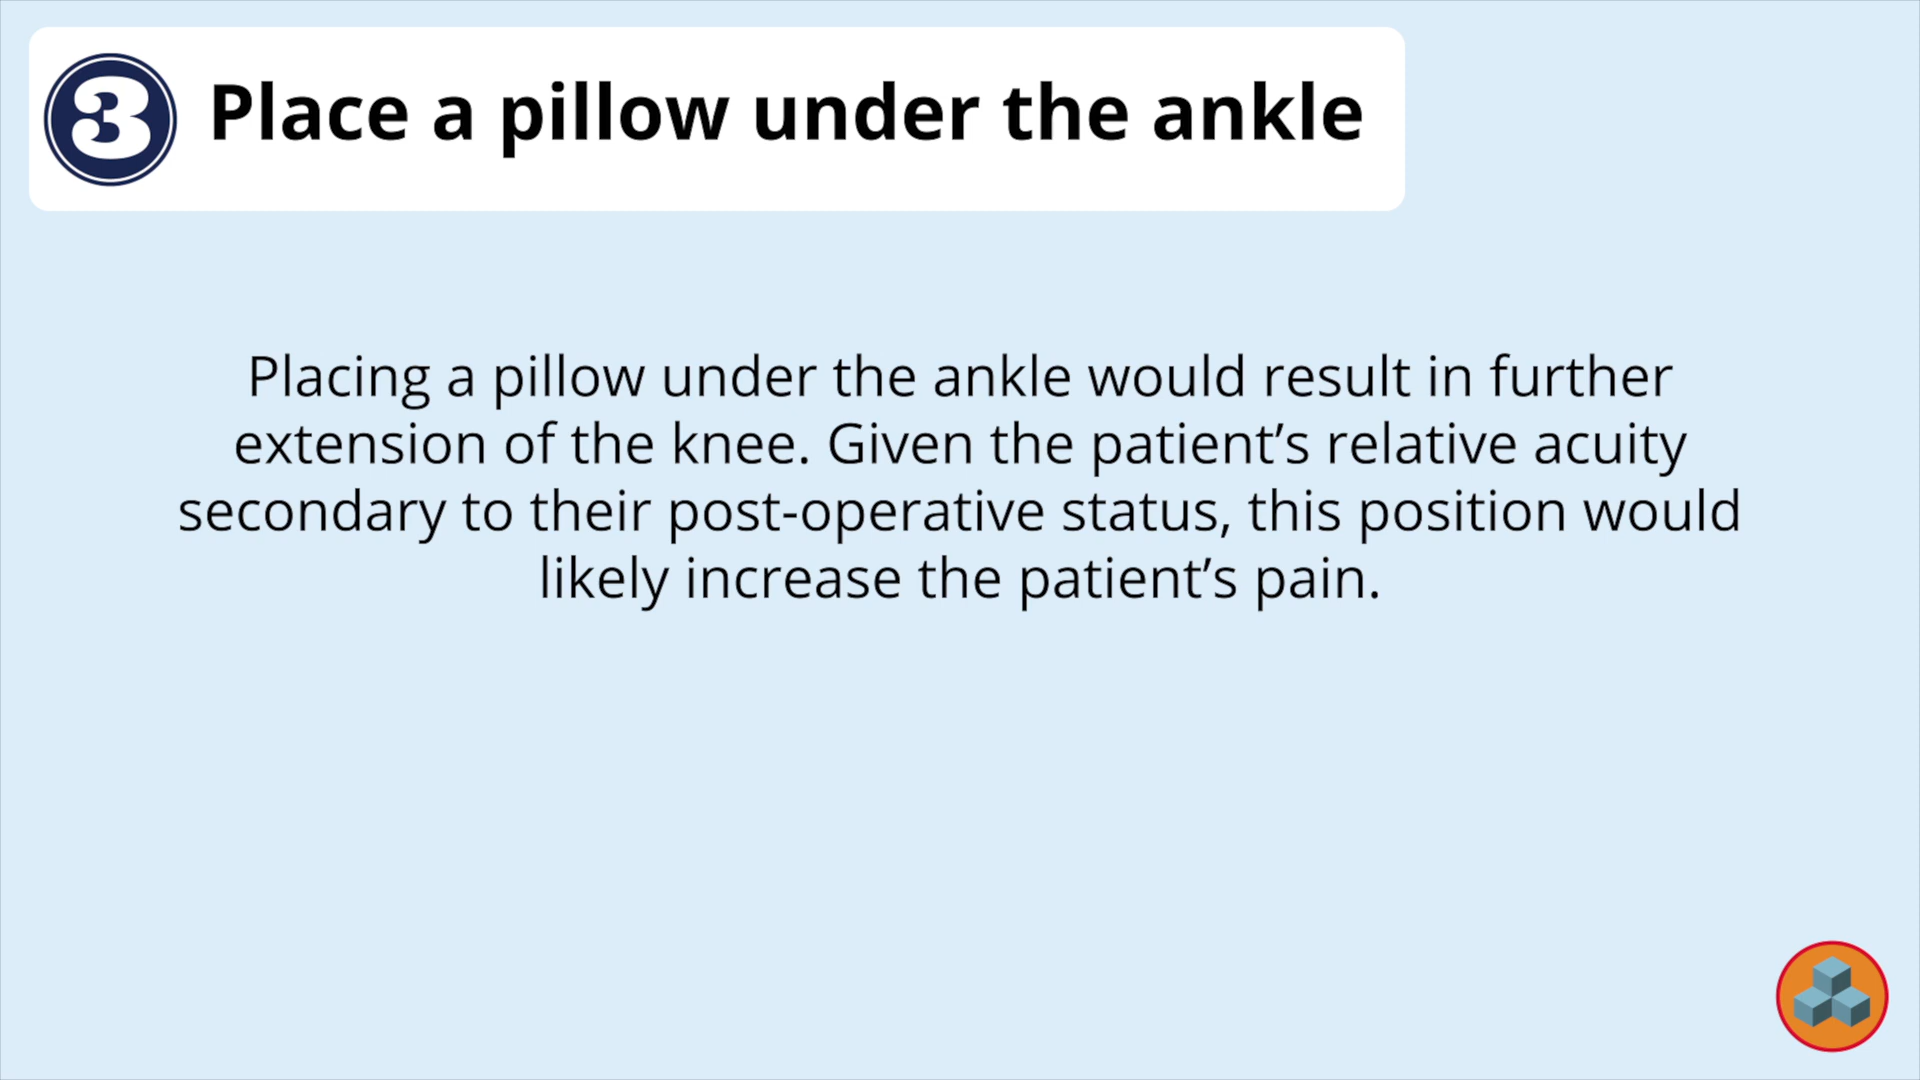 3 Place a pillow under the ankle
Placing a pillow under the ankle would result in further
extension of the knee. Given the patient’s relative acuity
secondary to their post-operative status, this position would
likely increase the patient’s pain.